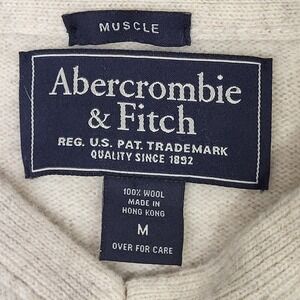 MUSCLE
Abercrombie
& Fitch
REG. U.S. PAT. TRADEMARK
QUALITY SINCE 1892
100% WOOL
MADE IN
HONG KONG
M
OVER FOR CARE